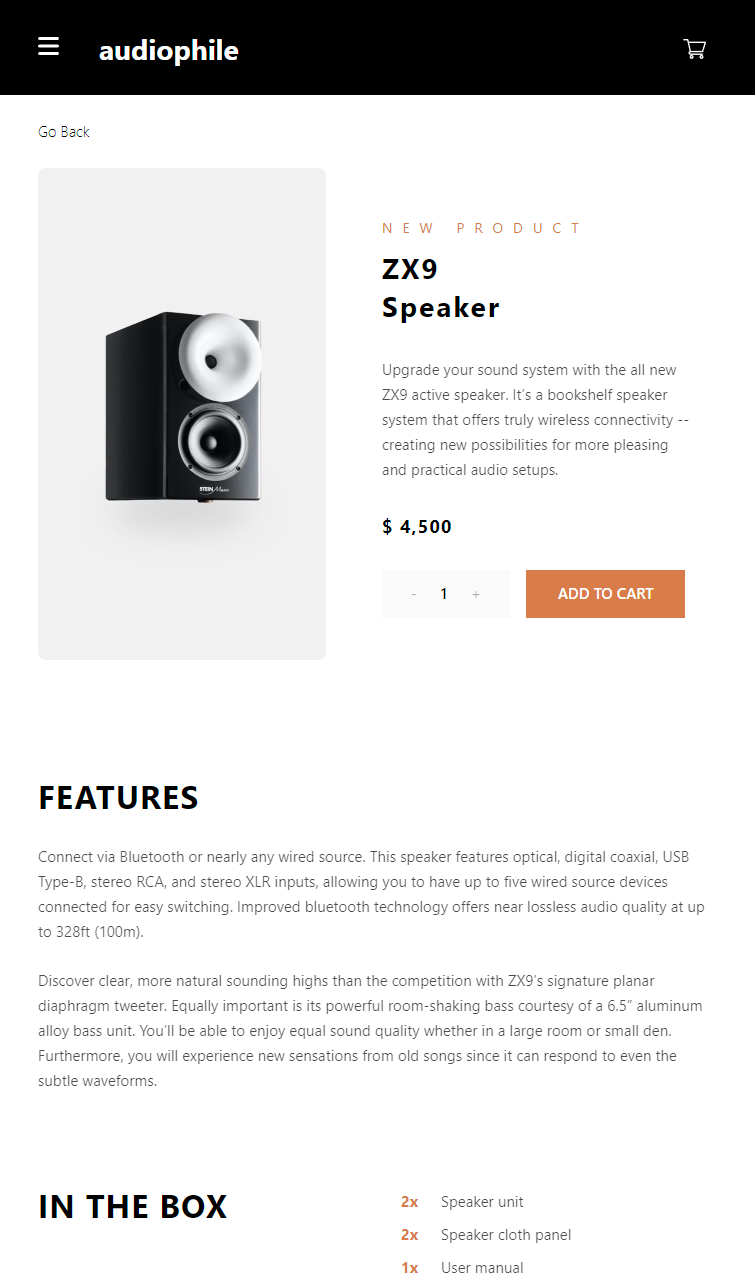 audiophile
Go Back
NEW PRODUCT
ZX9
Speaker
Upgrade your sound system with the all new
ZX9 active speaker. It’s a bookshelf speaker
system that offers truly wireless connectivity --
creating new possibilities for more pleasing
and practical audio setups.
$ 4,500
- 1 +
ADD TO CART
STEIN Music
FEATURES
Connect via Bluetooth or nearly any wired source. This speaker features optical, digital coaxial, USB
Type-B, stereo RCA, and stereo XLR inputs, allowing you to have up to five wired source devices
connected for easy switching. Improved bluetooth technology offers near lossless audio quality at up
to 328ft (100m).
Discover clear, more natural sounding highs than the competition with ZX9’s signature planar
diaphragm tweeter. Equally important is its powerful room-shaking bass courtesy of a 6.5” aluminum
alloy bass unit. You’ll be able to enjoy equal sound quality whether in a large room or small den.
Furthermore, you will experience new sensations from old songs since it can respond to even the
subtle waveforms.
IN THE BOX
2x Speaker unit
2x Speaker cloth panel
1x User manual